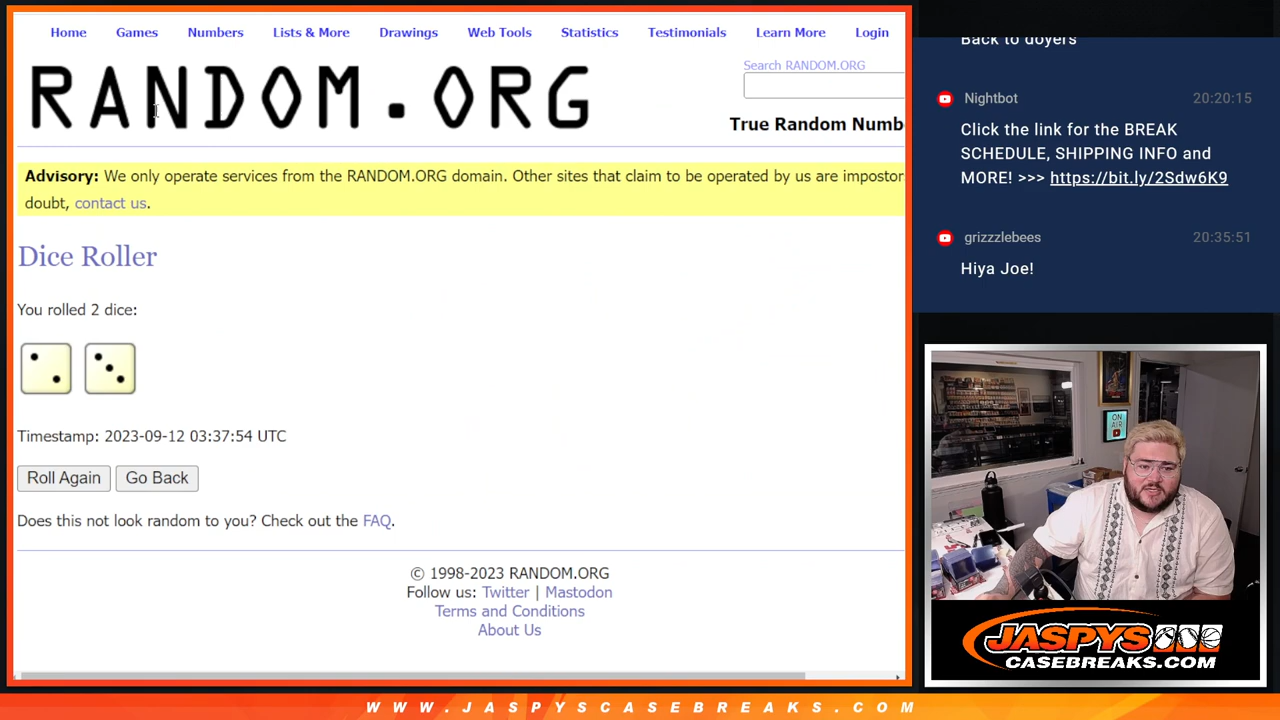 Home Games Numbers Lists & More Drawings Web Tools Statistics Testimonials Learn More Login
RANDOM.ORG
Search RANDOM.ORG
True Random Numb
Advisory: We only operate services from the RANDOM.ORG domain. Other sites that claim to be operated by us are impostor
doubt, contact us.
Dice Roller
You rolled 2 dice:
Timestamp: 2023-09-12 03:37:54 UTC
Roll Again Go Back
Does this not look random to you? Check out the FAQ.
© 1998-2023 RANDOM.ORG
Follow us: Twitter | Mastodon
Terms and Conditions
About Us
Back to doyers
Nightbot 20:20:15
Click the link for the BREAK
SCHEDULE, SHIPPING INFO and
MORE! >>> https://bit.ly/2Sdw6K9
grizzzlebees 20:35:51
Hiya Joe!
ON
AIR
JASPYS
CASEBREAKS.COM
WWW.JASPYSCASEBREAKS.COM